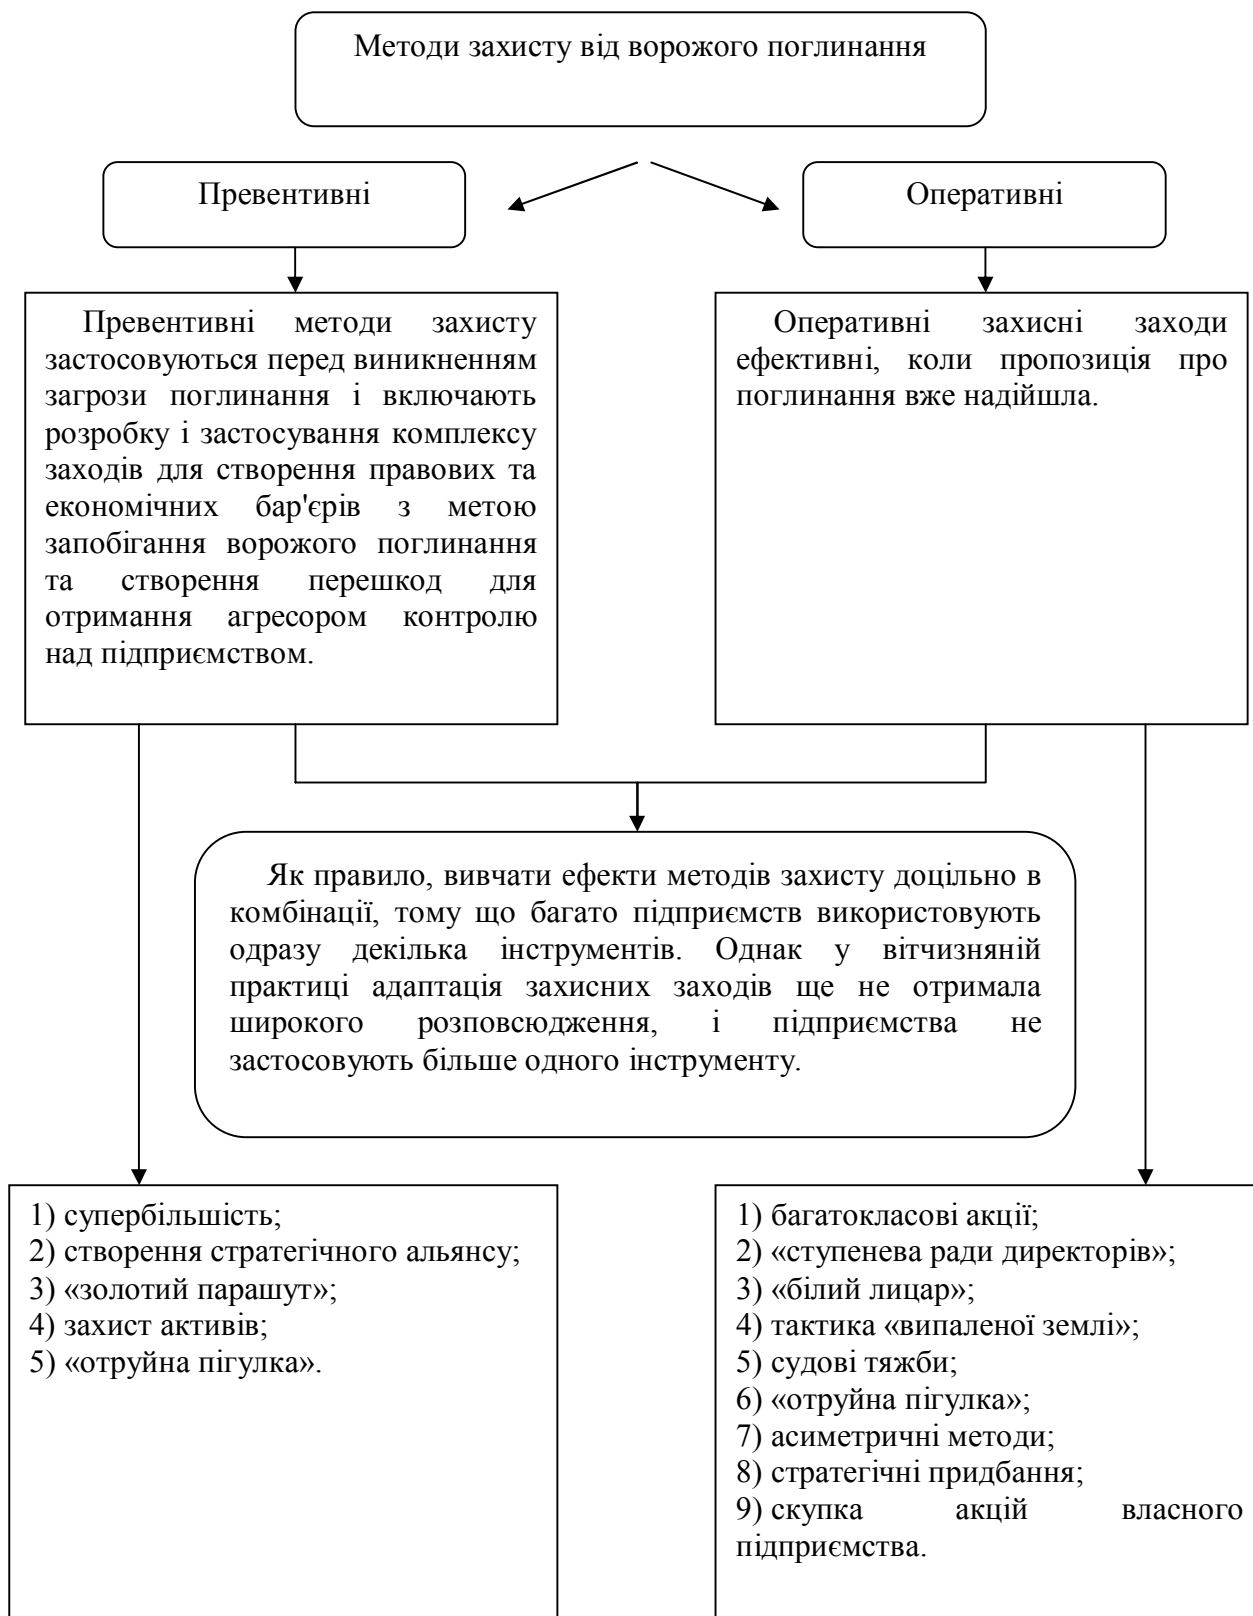 Методи захисту від ворожого поглинання
Превентивні
Оперативні
Превентивні методи захисту
застосовуються перед виникненням
загрози поглинання і включають
розробку і застосування комплексу
заходів для створення правових та
економічних бар'єрів з метою
запобігання ворожого поглинання
та створення перешкод для
отримання агресором контролю
над підприємством.
Оперативні захисні заходи
ефективні, коли пропозиція про
поглинання вже надійшла.
Як правило, вивчати ефекти методів захисту доцільно в
комбінації, тому що багато підприємств використовують
одразу декілька інструментів. Однак у вітчизняній
практиці адаптація захисних заходів ще не отримала
широкого розповсюдження, і підприємства не
застосовують більше одного інструменту.
1) супербільшість;
2) створення стратегічного альянсу;
3) «золотий парашут»;
4) захист активів;
5) «отруйна пігулка».
1) багатокласові акції;
2) «ступенева ради директорів»;
3) «білий лицар»;
4) тактика «випаленої землі»;
5) судові тяжби;
6) «отруйна пігулка»;
7) асиметричні методи;
8) стратегічні придбання;
9) скупка акцій власного
підприємства.